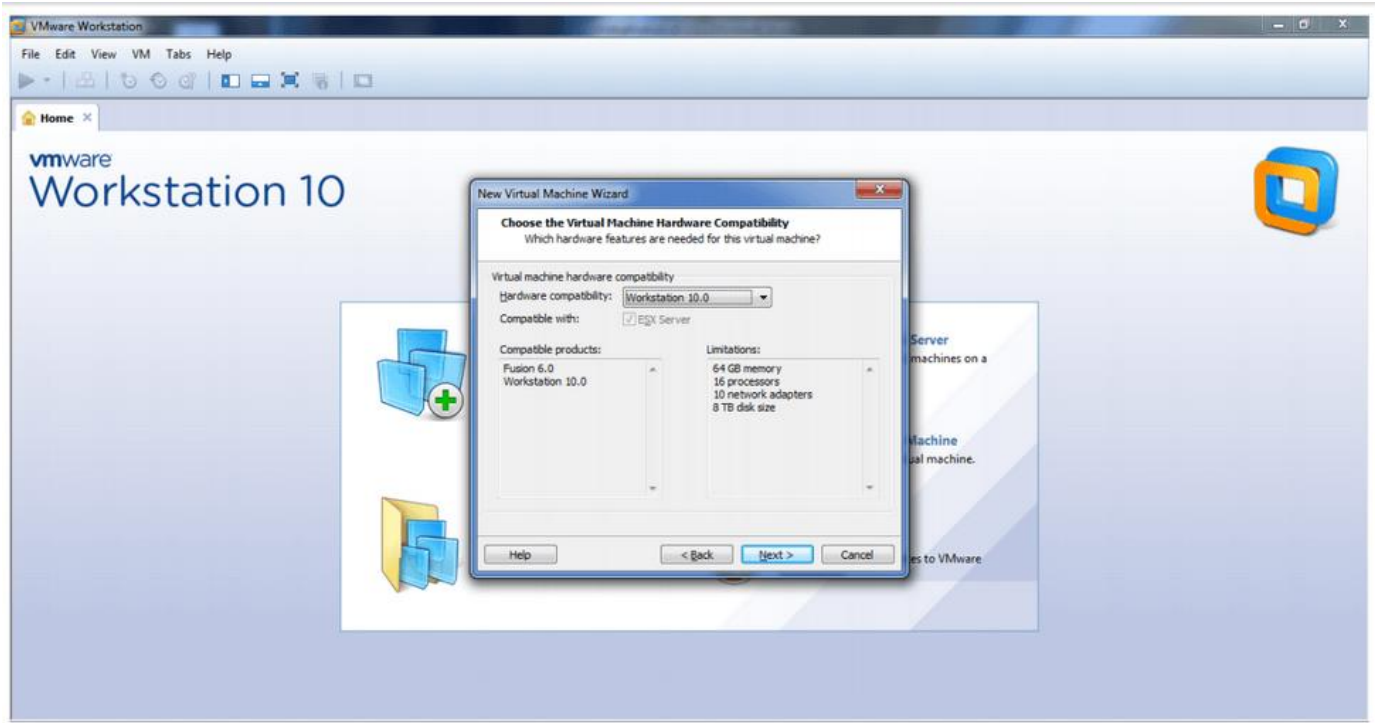 VMware Workstation
File Edit View VM Tabs Help
Home
vmware
Workstation 10
New Virtual Machine Wizard
Choose the Virtual Machine Hardware Compatibility
Which hardware features are needed for this virtual machine?
Virtual machine hardware compatibility
Hardware compatibility: Workstation 10.0
Compatible with: ESX Server
Compatible products: Limitations:
Fusion 6.0 64 GB memory
Workstation 10.0 16 processors
10 network adapters
8 TB disk size
Server
machines on a
Machine
ual machine.
es to VMware
Help < Back Next > Cancel